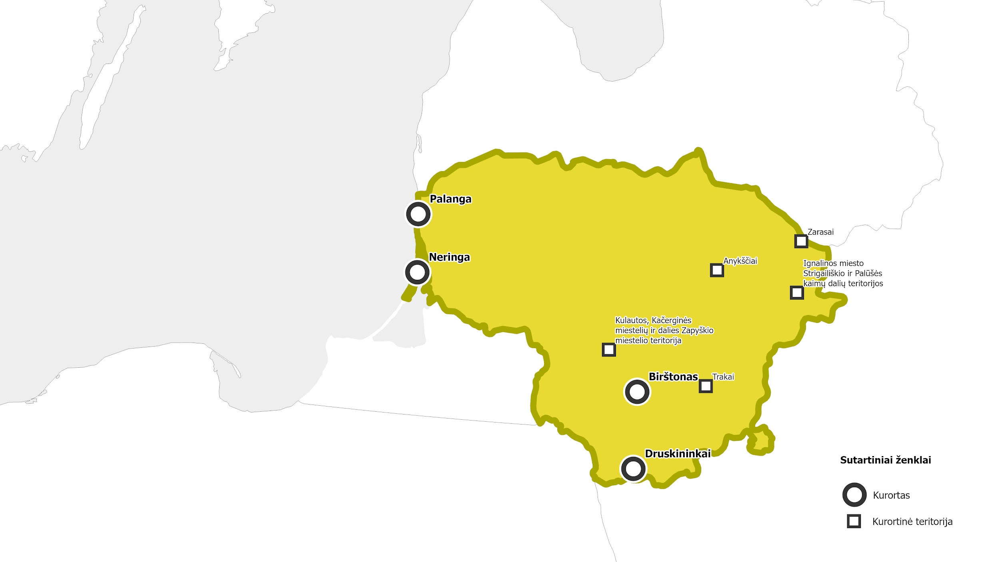 Palanga
Neringa
Zarasai
Anykščiai
Ignalinos miesto
Strigailiškio ir Palūšės
kaimų dalių teritorijos
Kulautos, Kačerginės
miestelių ir dalies Zapyškio
miestelio teritorija
Birštonas
Trakai
Druskininkai
Sutartiniai ženklai
Kurortas
Kurortinė teritorija